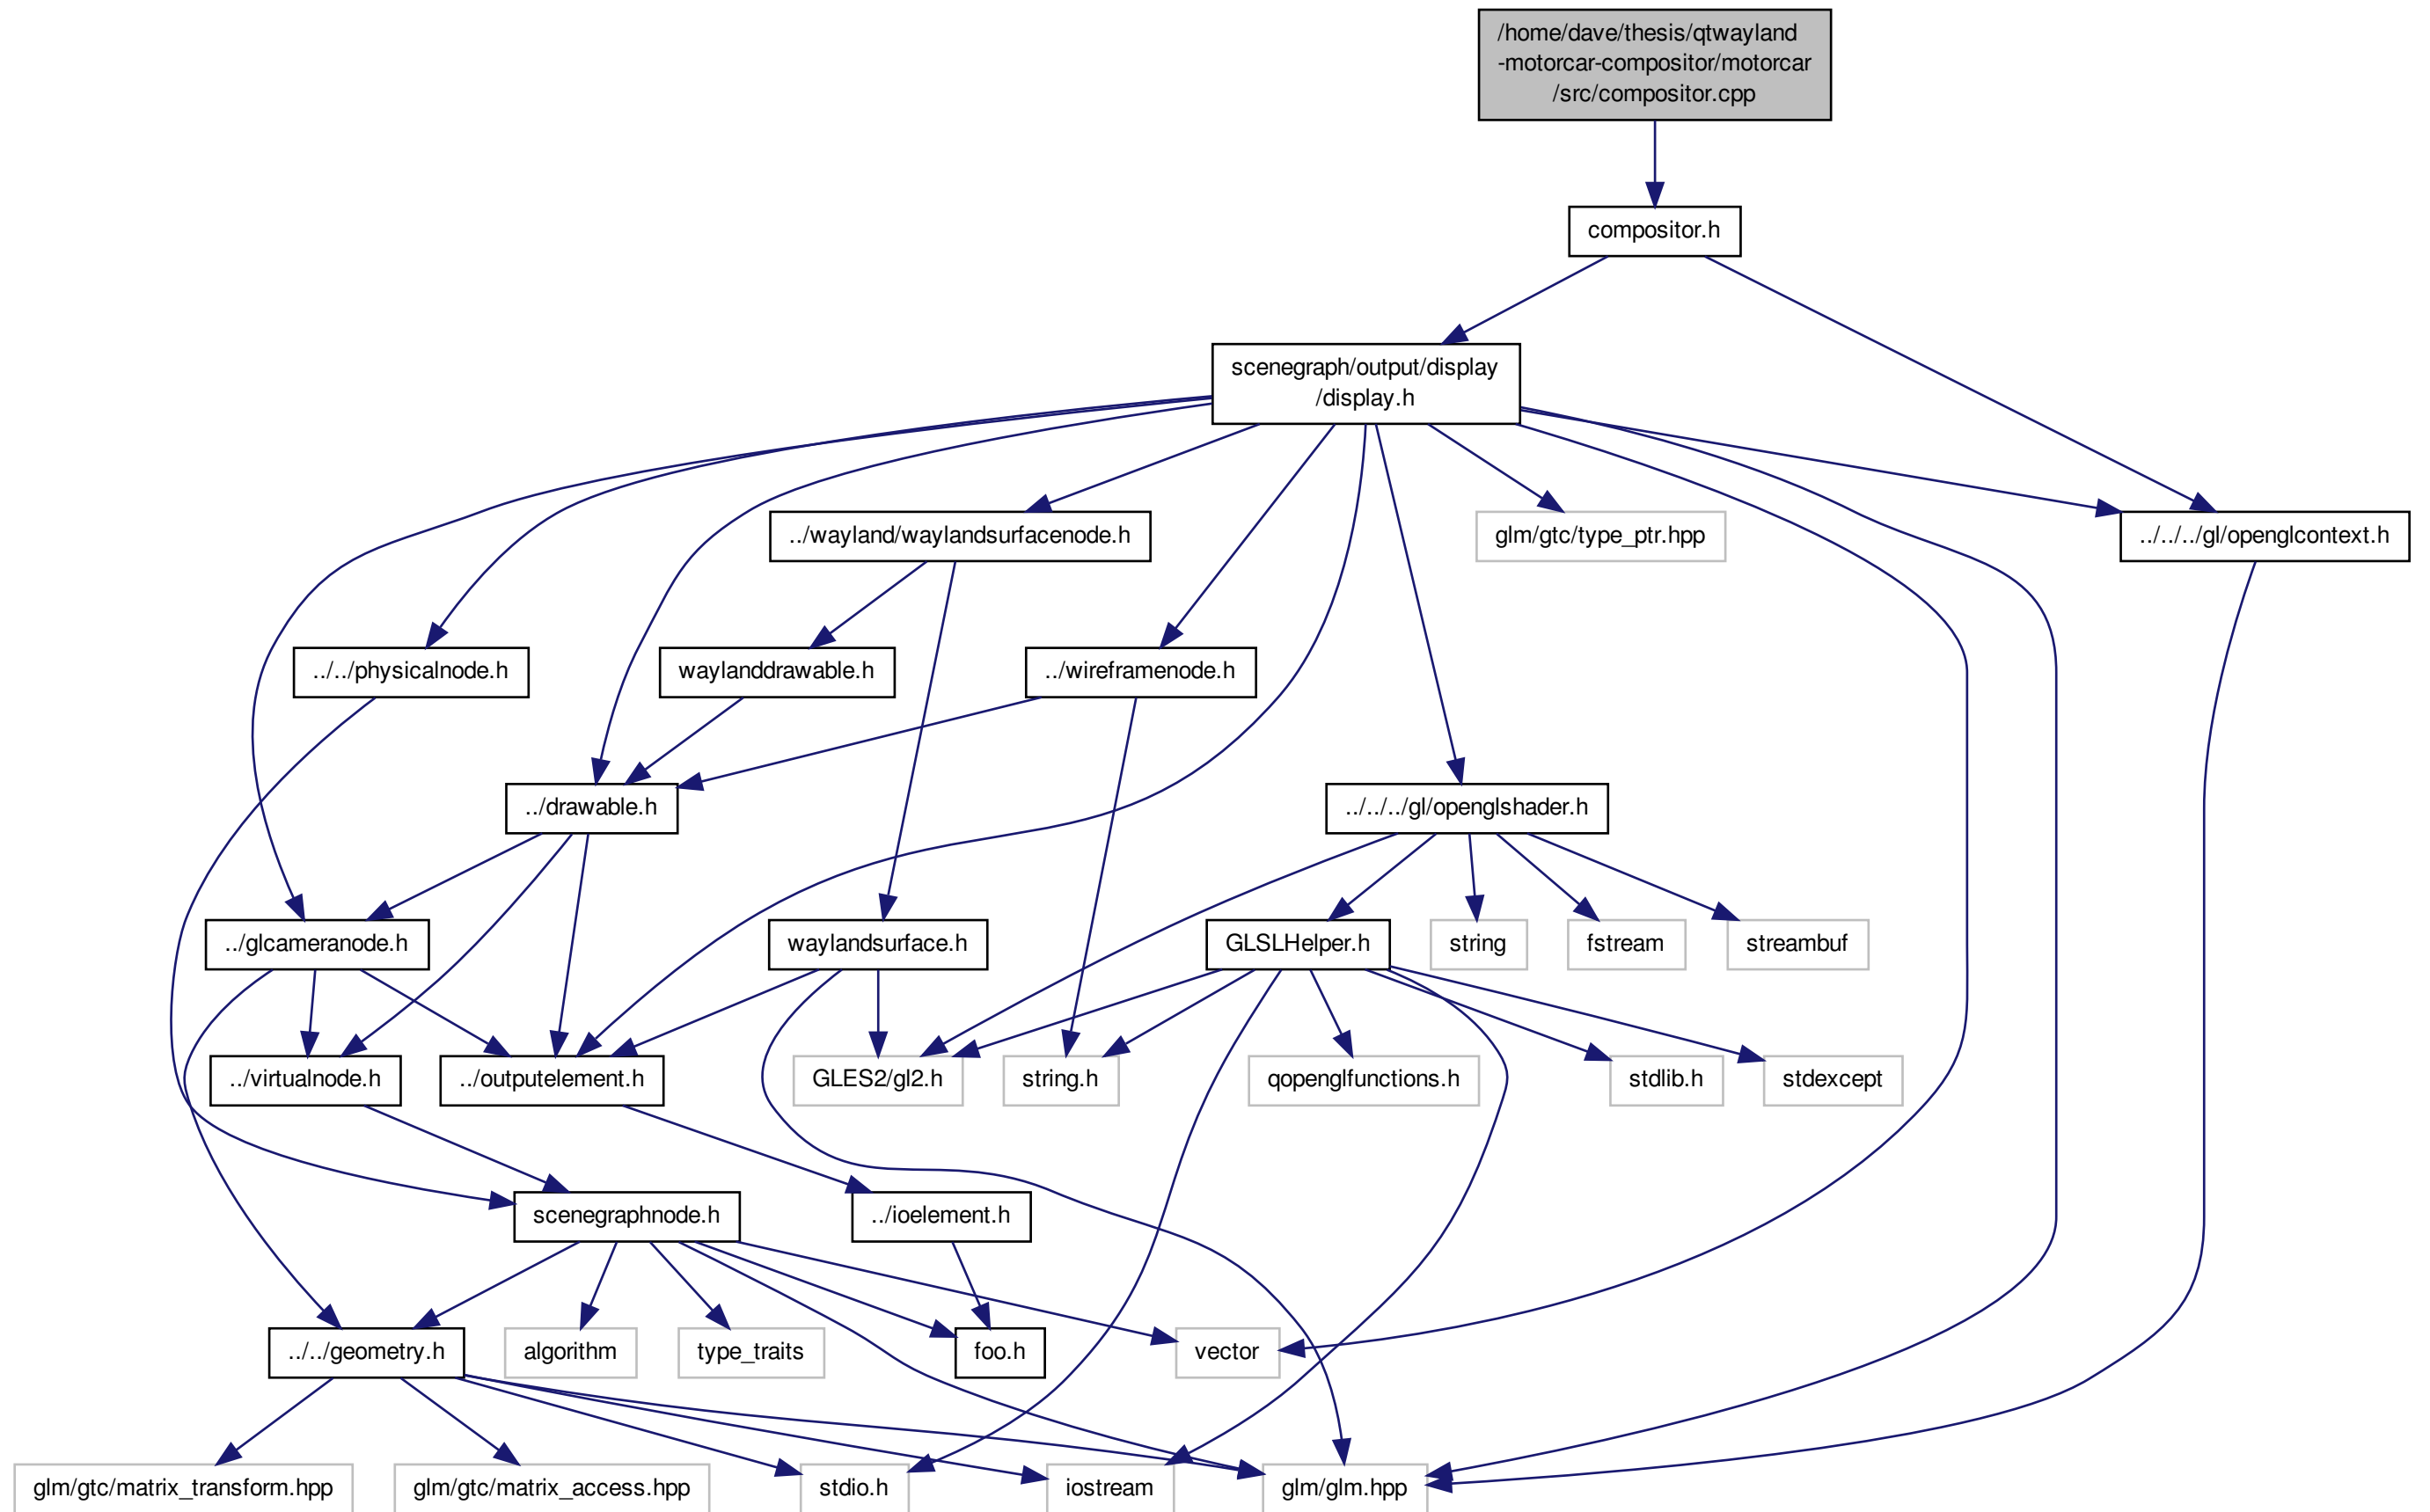 /home/dave/thesis/qtwayland
-motorcar-compositor/motorcar
/src/compositor.cpp
compositor.h
scenegraph/output/display
/display.h
../wayland/waylandsurfacenode.h
glm/gtc/type_ptr.hpp
../../../gl/openglcontext.h
../../physicalnode.h
waylanddrawable.h
../wireframenode.h
../drawable.h
../../../gl/openglshader.h
../glcameranode.h
waylandsurface.h
GLSLHelper.h
string
fstream
streambuf
../virtualnode.h
../outputelement.h
GLES2/gl2.h
string.h
qopenglfunctions.h
stdlib.h
stdexcept
scenegraphnode.h
../ioelement.h
../../geometry.h
algorithm
type_traits
foo.h
vector
glm/gtc/matrix_transform.hpp
glm/gtc/matrix_access.hpp
stdio.h
iostream
glm/glm.hpp